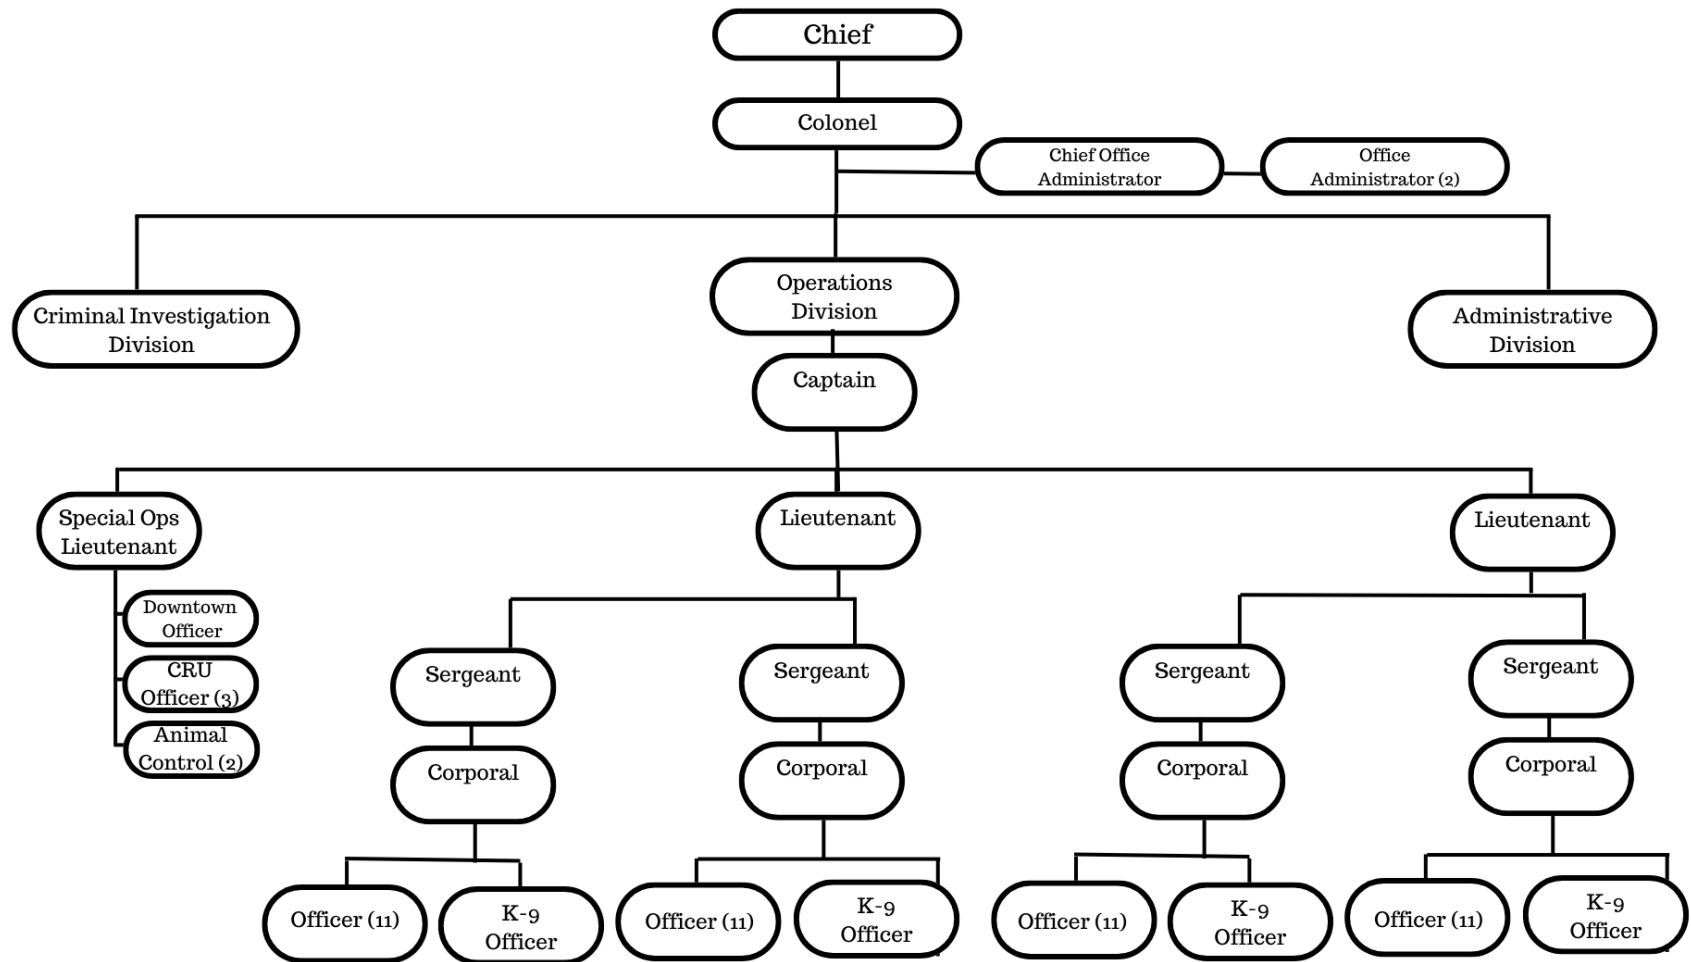 Chief
Colonel
Chief Office
Administrator
Office
Administrator (2)
Criminal Investigation
Division
Operations
Division
Administrative
Division
Captain
Special Ops
Lieutenant
Lieutenant
Lieutenant
Downtown
Officer
CRU
Officer (3)
Animal
Control (2)
Sergeant
Sergeant
Sergeant
Sergeant
Corporal
Corporal
Corporal
Corporal
Officer (11)
K-9
Officer
Officer (11)
K-9
Officer
Officer (11)
K-9
Officer
Officer (11)
K-9
Officer